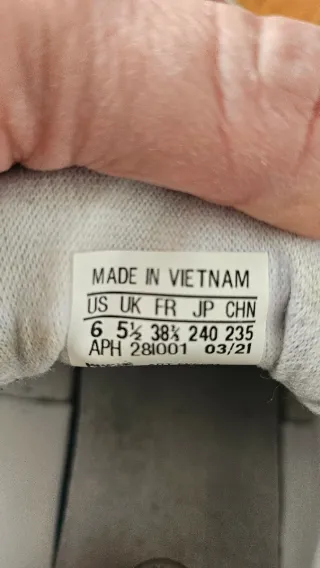 MADE IN VIETNAM
US UK FR JP CHN
6 5½ 38⅔ 240 235
APH 281001 03/21